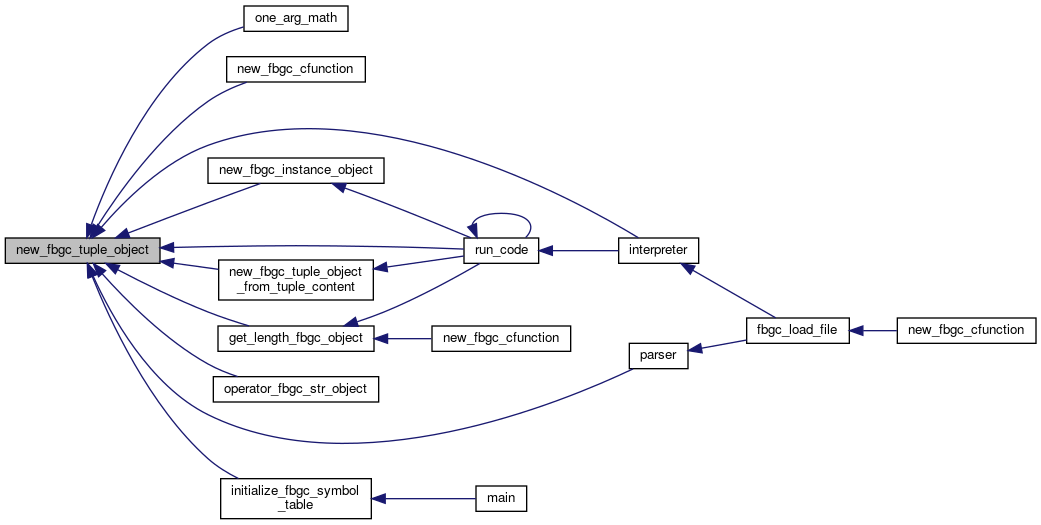 one_arg_math
new_fbgc_cfunction
new_fbgc_instance_object
new_fbgc_tuple_object
run_code
interpreter
new_fbgc_tuple_object
_from_tuple_content
get_length_fbgc_object
new_fbgc_cfunction
fbgc_load_file
new_fbgc_cfunction
parser
operator_fbgc_str_object
initialize_fbgc_symbol
_table
main